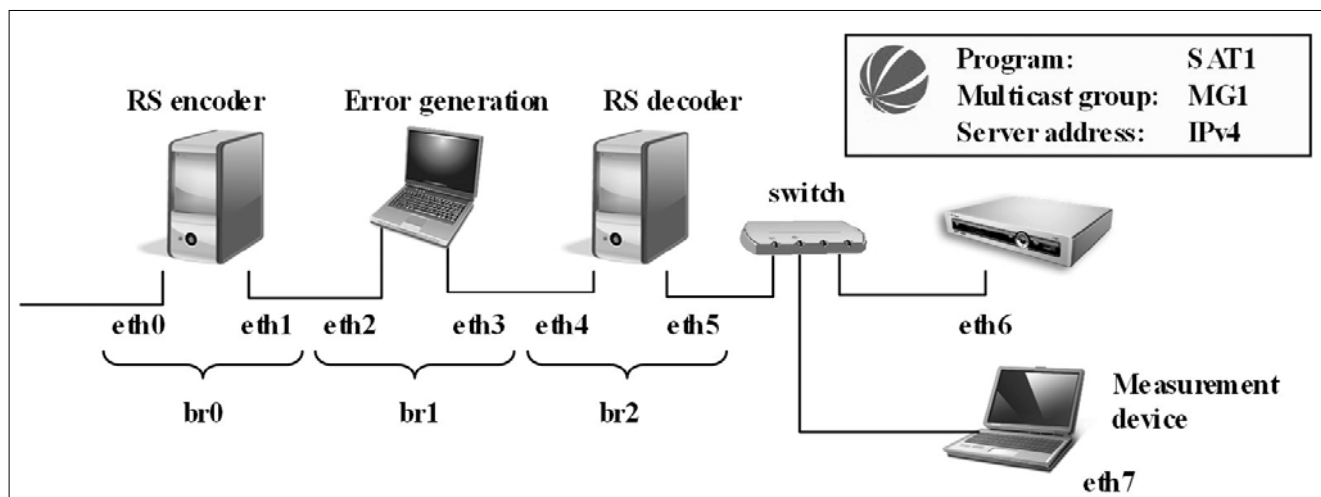 Program: SAT1
Multicast group: MG1
Server address: IPv4
RS encoder
Error generation
RS decoder
switch
eth0
eth1
eth2
eth3
eth4
eth5
eth6
br0
br1
br2
Measurement
device
eth7